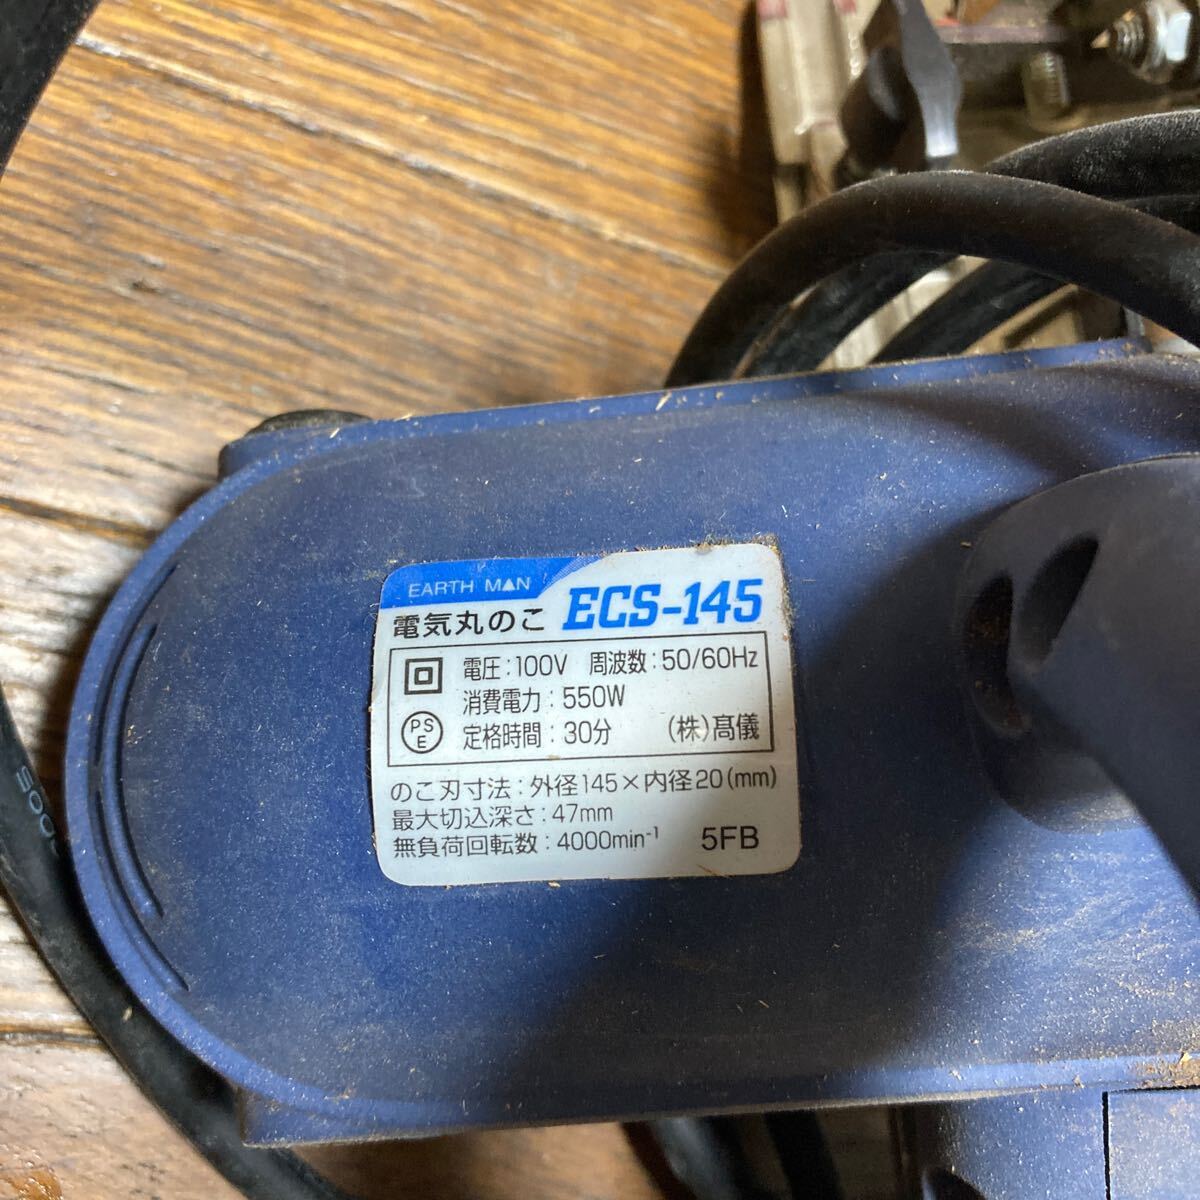 EARTH MAN
電気丸のこ ECS-145
電圧：100V 周波数：50/60Hz
消費電力：550W
PS
E
定格時間：30分 (株)髙儀
のこ刃寸法：外径145×内径20(mm)
最大切込深さ：47mm
無負荷回転数：4000min⁻¹ 5FB